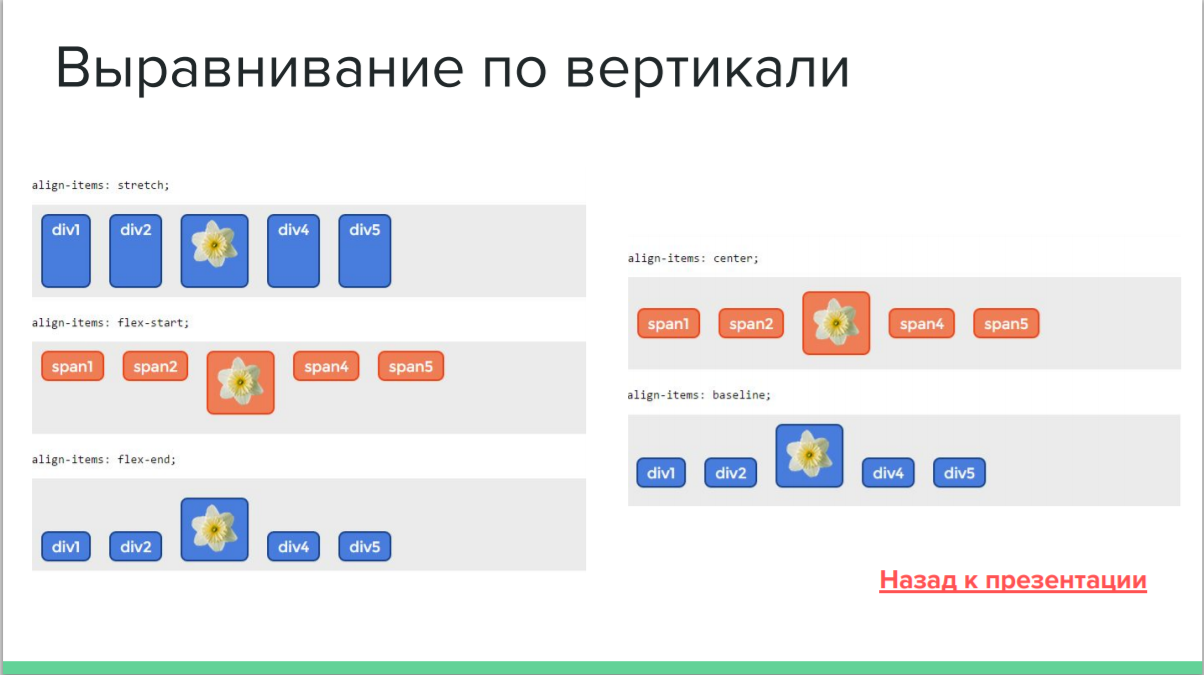 Выравнивание по вертикали
align-items: stretch;
div1 div2 div4 div5
align-items: flex-start;
span1 span2 span4 span5
align-items: flex-end;
div1 div2 div4 div5
align-items: center;
span1 span2 span4 span5
align-items: baseline;
div1 div2 div4 div5
Назад к презентации